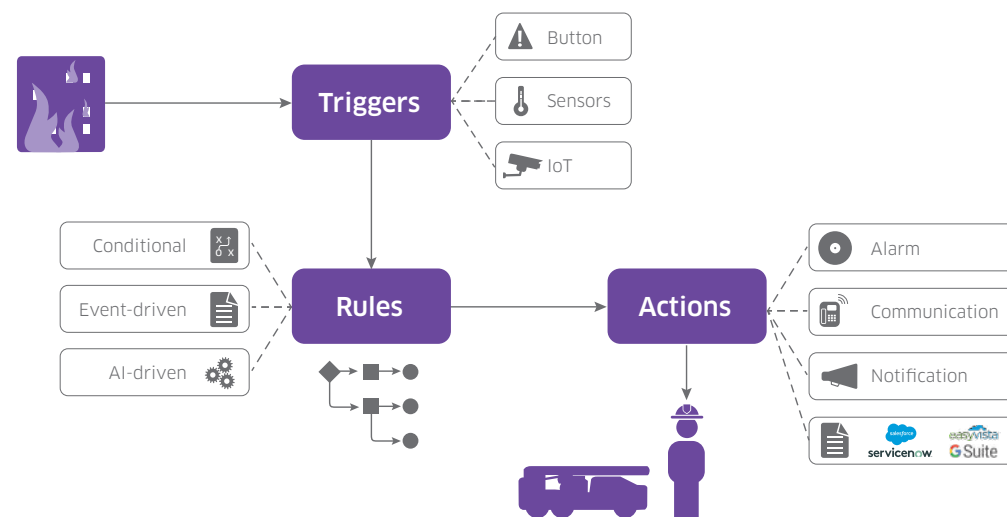 Button
Triggers
Sensors
IoT
Conditional
Alarm
Event-driven
Rules
Actions
Communication
AI-driven
Notification
salesforce
easyvista
servicenow
G Suite
X
O X